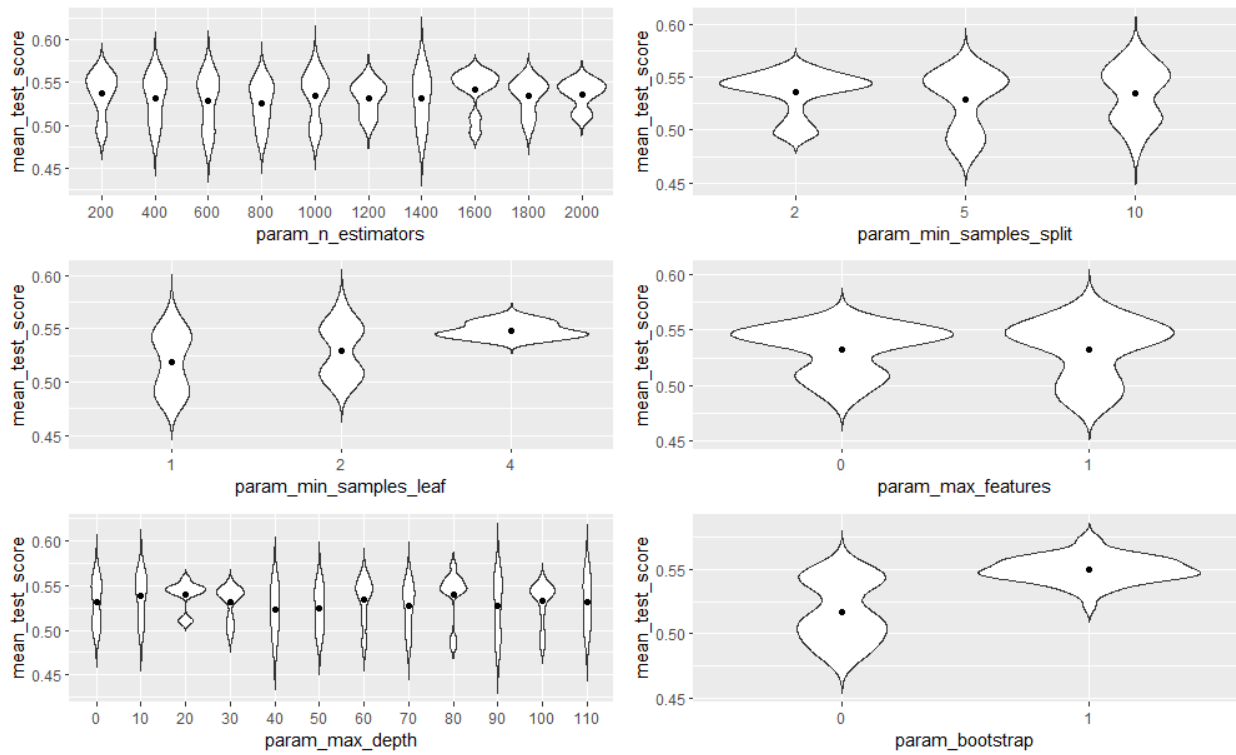 mean_test_score
0.60
0.55
0.50
0.45
200 400 600 800 1000 1200 1400 1600 1800 2000
param_n_estimators
mean_test_score
0.60
0.55
0.50
0.45
2 5 10
param_min_samples_split
mean_test_score
0.60
0.55
0.50
0.45
1 2 4
param_min_samples_leaf
mean_test_score
0.60
0.55
0.50
0.45
0 1
param_max_features
mean_test_score
0.60
0.55
0.50
0.45
0 10 20 30 40 50 60 70 80 90 100 110
param_max_depth
mean_test_score
0.55
0.50
0.45
0 1
param_bootstrap